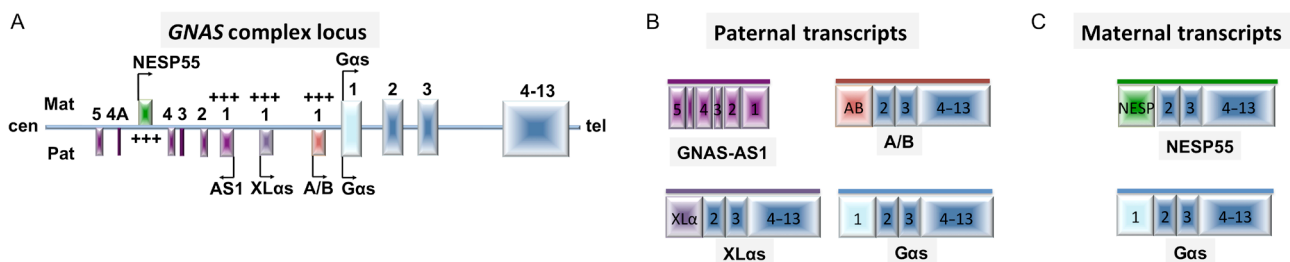 A
GNAS complex locus
NESP55
Gαs
Mat
+++ +++ +++
5 4A 4 3 2 1 1 1 1 2 3 4-13
cen
tel
Pat
+++
AS1 XLαs A/B Gαs
B
Paternal transcripts
5 4 3 2 1
GNAS-AS1
AB 2 3 4–13
A/B
XLα 2 3 4–13
XLαs
1 2 3 4–13
Gαs
C
Maternal transcripts
NESP 2 3 4–13
NESP55
1 2 3 4–13
Gαs